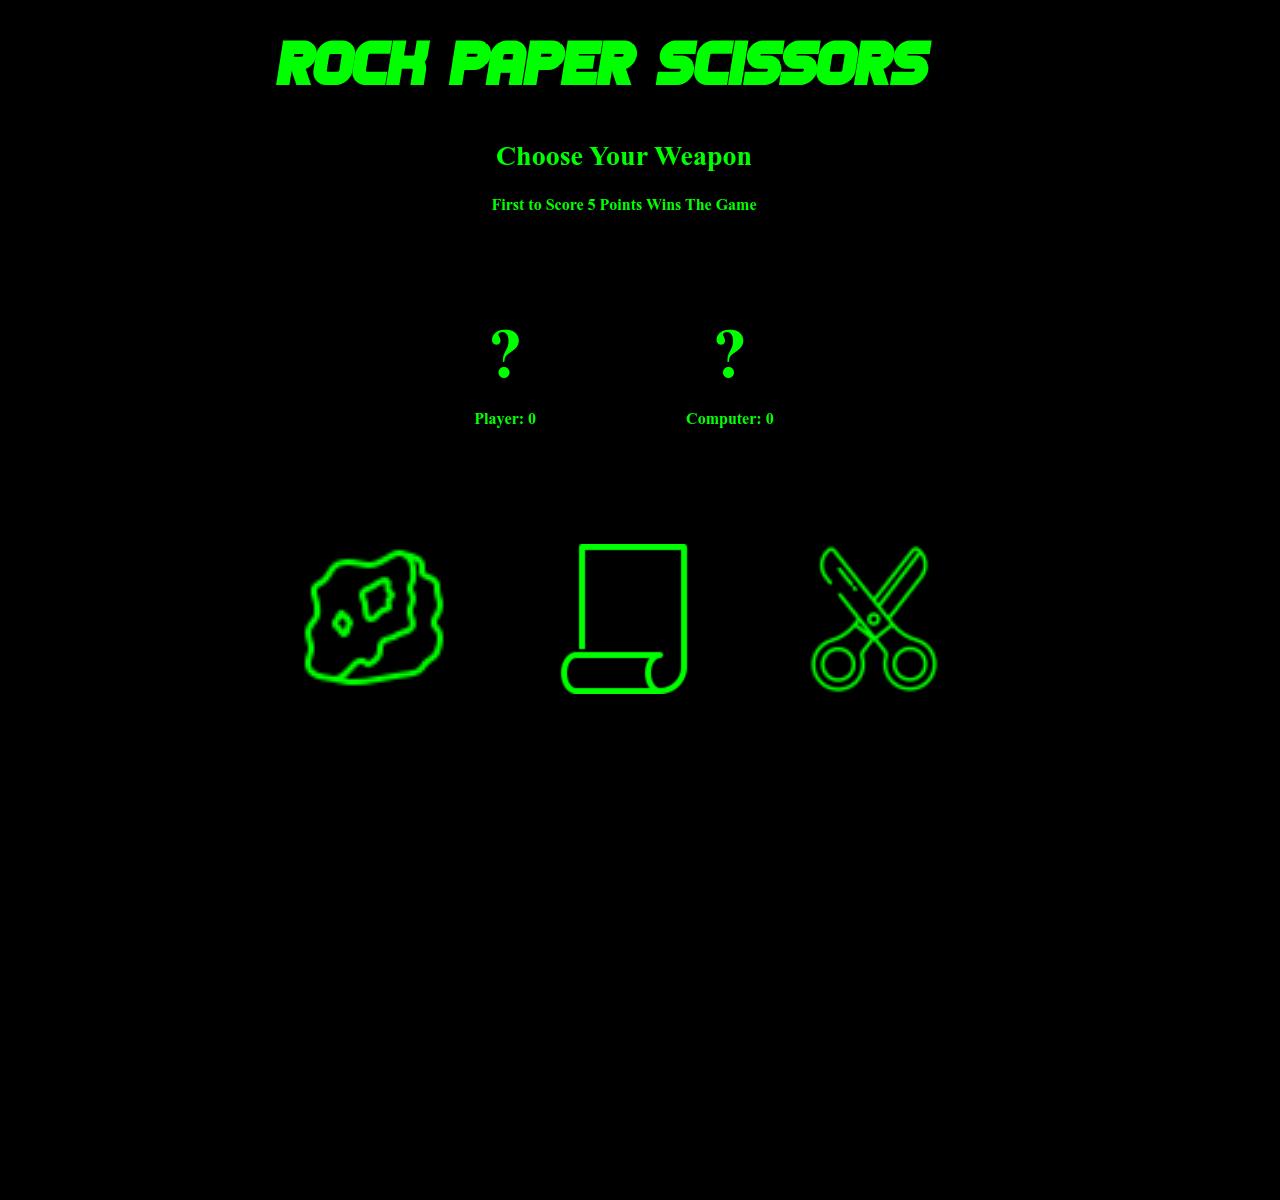 ROCK PAPER SCISSORS
Choose Your Weapon
First to Score 5 Points Wins The Game
? ?
Player: 0 Computer: 0